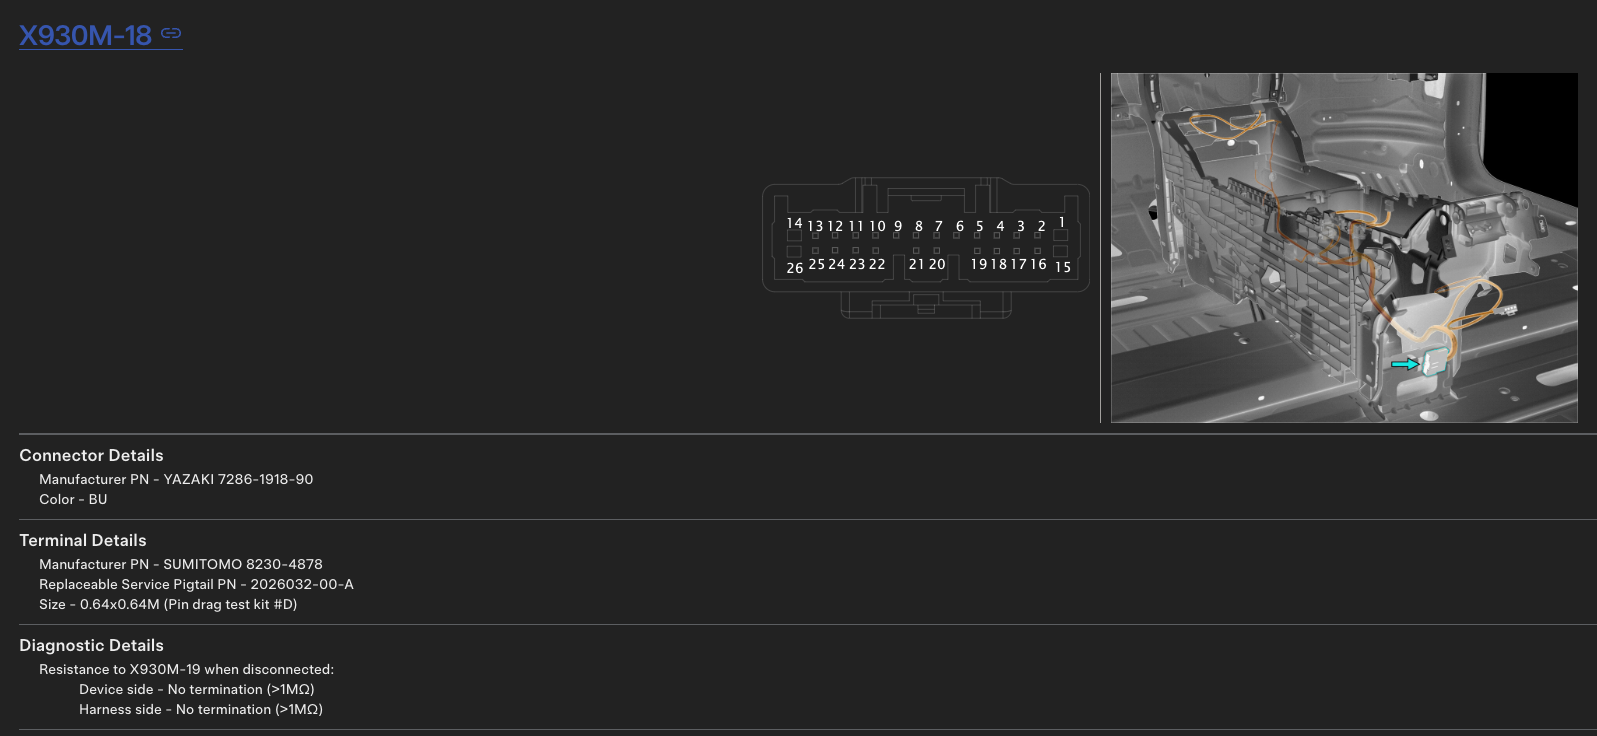 X930M-18
14 13 12 11 10 9 8 7 6 5 4 3 2 1
26 25 24 23 22 21 20 19 18 17 16 15
Connector Details
Manufacturer PN - YAZAKI 7286-1918-90
Color - BU
Terminal Details
Manufacturer PN - SUMITOMO 8230-4878
Replaceable Service Pigtail PN - 2026032-00-A
Size - 0.64x0.64M (Pin drag test kit #D)
Diagnostic Details
Resistance to X930M-19 when disconnected:
Device side - No termination (>1MΩ)
Harness side - No termination (>1MΩ)